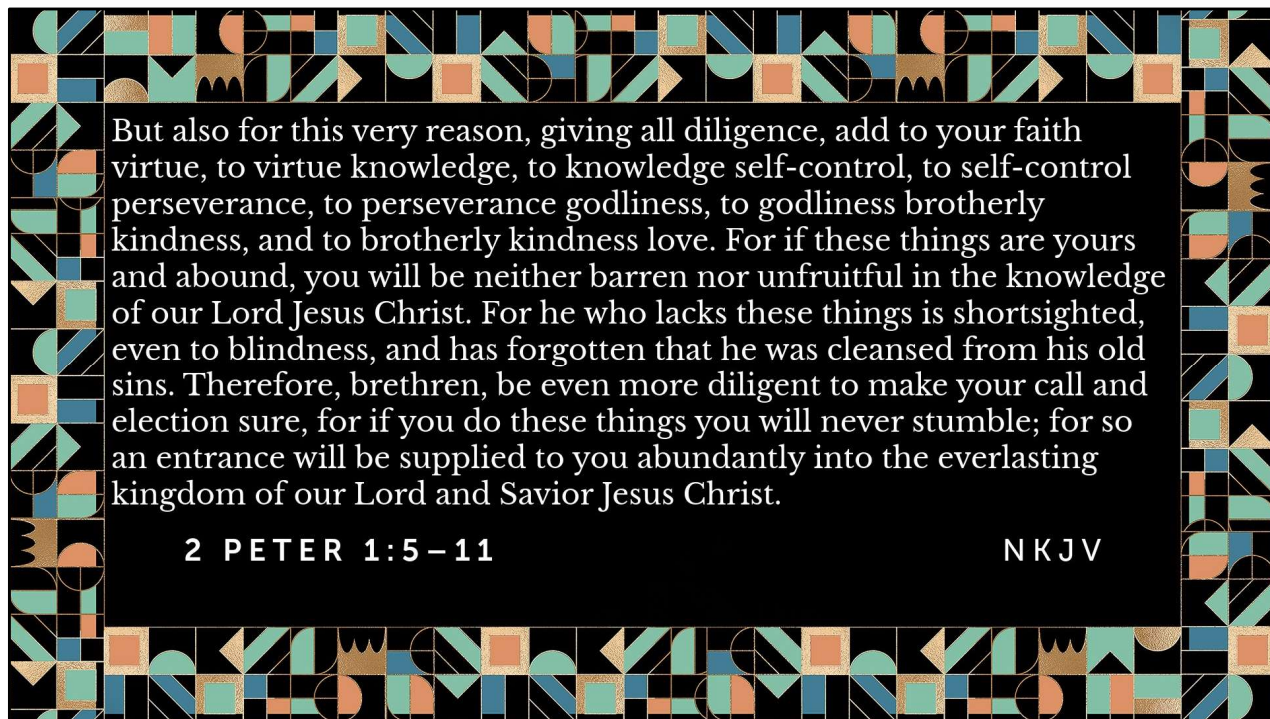 But also for this very reason, giving all diligence, add to your faith
virtue, to virtue knowledge, to knowledge self-control, to self-control
perseverance, to perseverance godliness, to godliness brotherly
kindness, and to brotherly kindness love. For if these things are yours
and abound, you will be neither barren nor unfruitful in the knowledge
of our Lord Jesus Christ. For he who lacks these things is shortsighted,
even to blindness, and has forgotten that he was cleansed from his old
sins. Therefore, brethren, be even more diligent to make your call and
election sure, for if you do these things you will never stumble; for so
an entrance will be supplied to you abundantly into the everlasting
kingdom of our Lord and Savior Jesus Christ.
2 PETER 1:5–11 NKJV